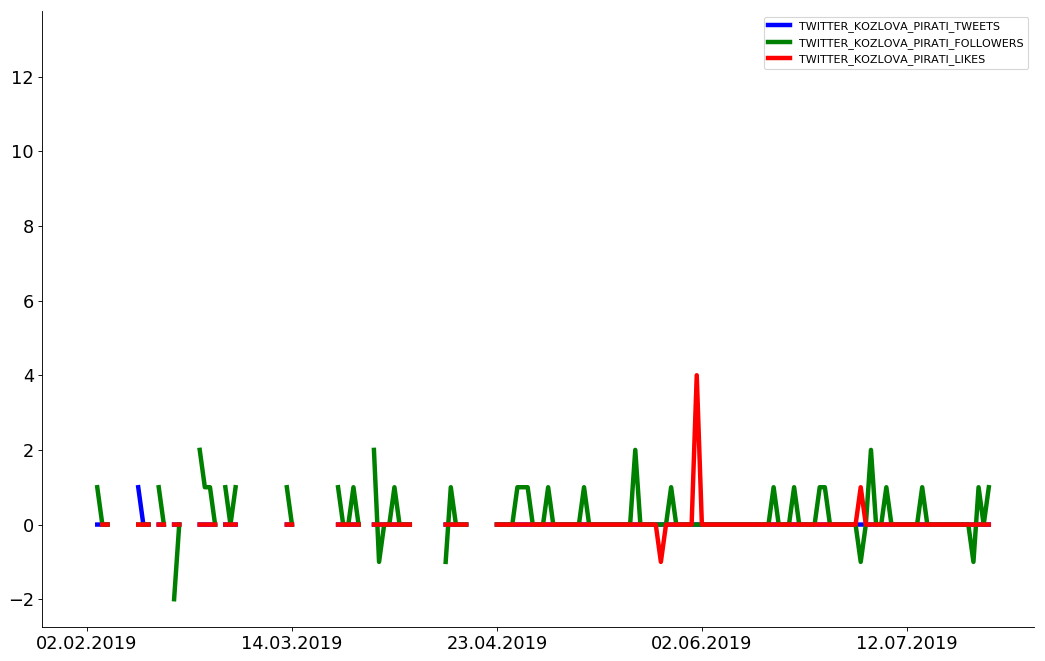 TWITTER_KOZLOVA_PIRATI_TWEETS
TWITTER_KOZLOVA_PIRATI_FOLLOWERS
TWITTER_KOZLOVA_PIRATI_LIKES
12
10
8
6
4
2
0
−2
02.02.2019 14.03.2019 23.04.2019 02.06.2019 12.07.2019